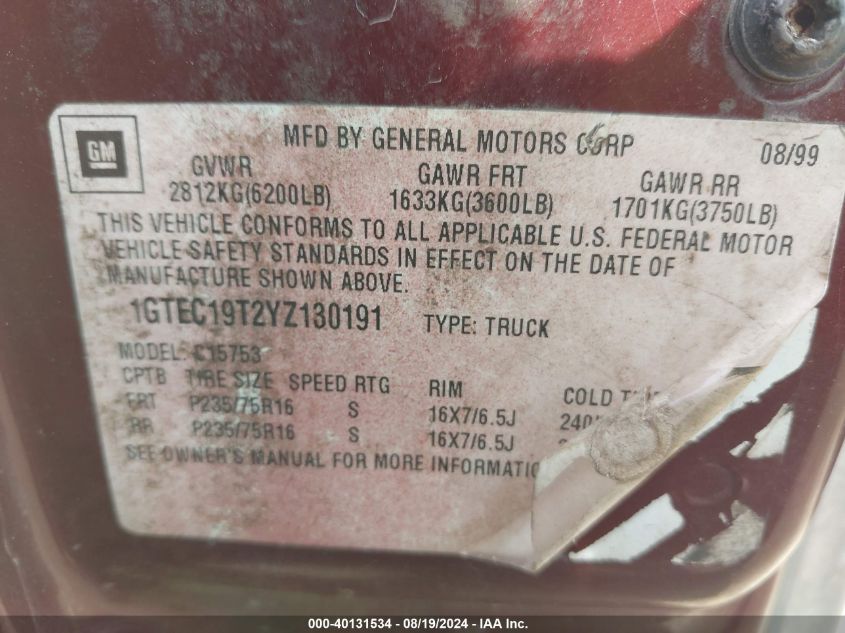 MFD BY GENERAL MOTORS CORP 08/99
GM
GVWR GAWR FRT GAWR RR
2812KG(6200LB) 1633KG(3600LB) 1701KG(3750LB)
THIS VEHICLE CONFORMS TO ALL APPLICABLE U.S. FEDERAL MOTOR
VEHICLE SAFETY STANDARDS IN EFFECT ON THE DATE OF
MANUFACTURE SHOWN ABOVE.
1GTEC19T2YZ130191 TYPE: TRUCK
MODEL: C15753
CPTB TIRE SIZE SPEED RTG RIM COLD
FRT P235/75R16 S 16X7/6.5J 240
RR P235/75R16 S 16X7/6.5J
SEE OWNER'S MANUAL FOR MORE INFORMATIO
000-40131534 - 08/19/2024 - IAA Inc.